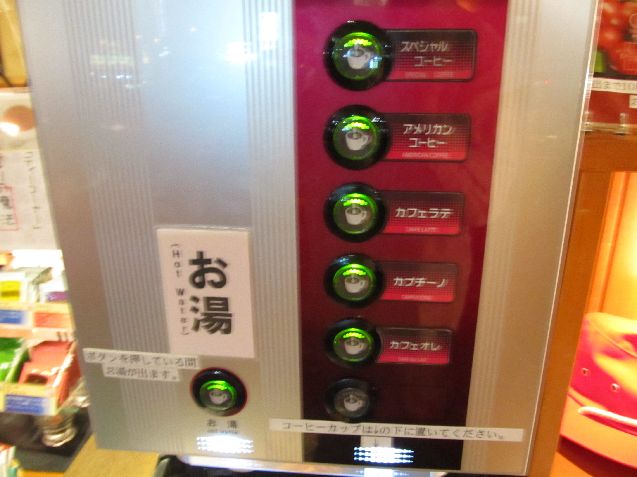 スペシャル
コーヒー
SPECIAL COFFEE
アメリカン
コーヒー
AMERICAN COFFEE
カフェラテ
CAFFE LATTE
カプチーノ
CAPPUCCINO
カフェオレ
CAFE AU LAIT
お湯
(Hot Water)
ボタンを押している間
お湯が出ます。
お湯
HOT WATER
コーヒーカップは↓の下に置いてください。
↓